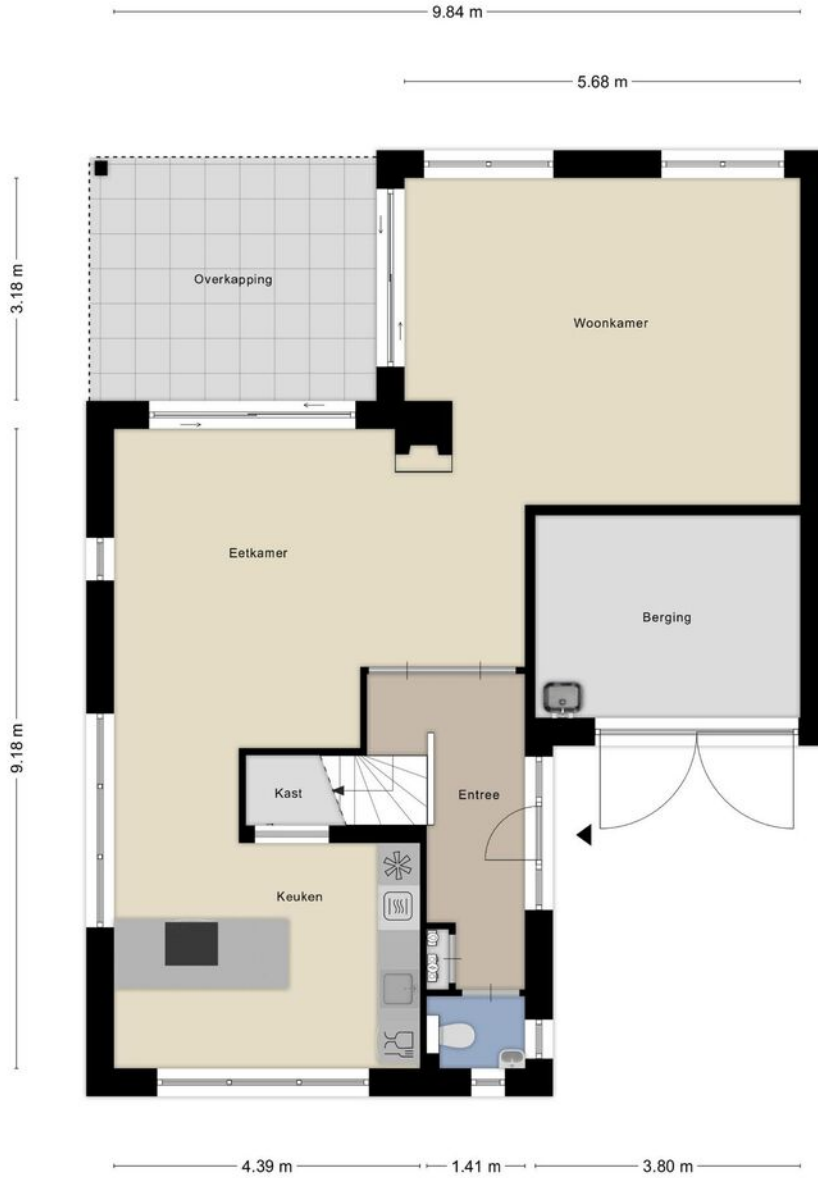 9.84 m
5.68 m
3.18 m
Overkapping
Woonkamer
Eetkamer
Berging
9.18 m
Kast
Entree
Keuken
4.39 m
1.41 m
3.80 m